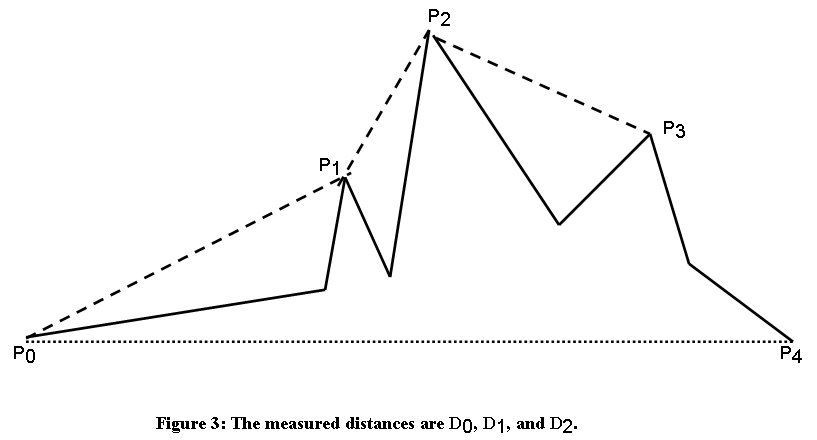 P2
P1
P3
P0
P4
Figure 3: The measured distances are D0, D1, and D2.